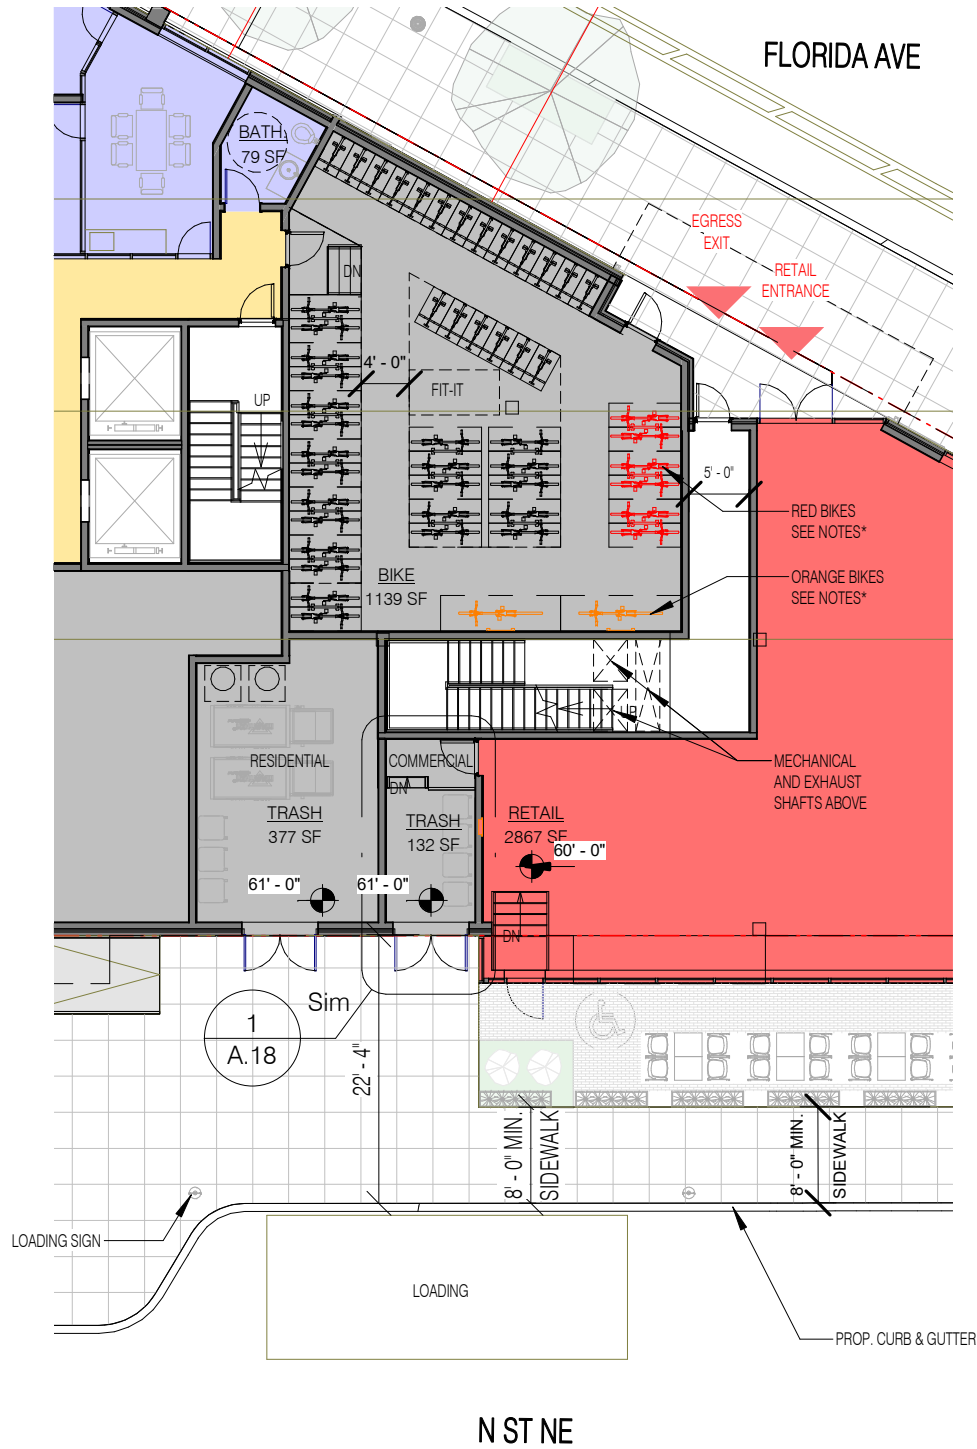 FLORIDA AVE
BATH.
79 SF
EGRESS
EXIT
RETAIL
ENTRANCE
DN
4' - 0"
FIT-IT
UP
5' - 0"
RED BIKES
SEE NOTES*
BIKE
1139 SF
ORANGE BIKES
SEE NOTES*
RESIDENTIAL
COMMERCIAL
DN
MECHANICAL
AND EXHAUST
SHAFTS ABOVE
TRASH
377 SF
TRASH
132 SF
RETAIL
2867 SF
60' - 0"
61' - 0"
61' - 0"
DN
Sim
1
A.18
22' - 4"
8' - 0" MIN.
SIDEWALK
8' - 0" MIN.
SIDEWALK
LOADING SIGN
LOADING
PROP. CURB & GUTTER
N ST NE